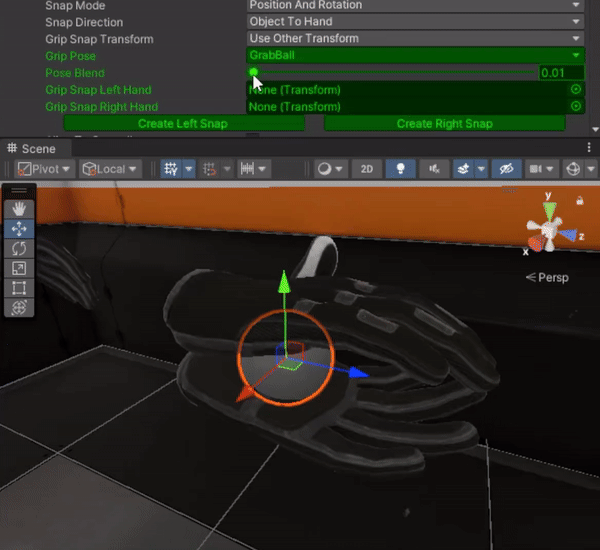 Snap Mode Position And Rotation
Snap Direction Object To Hand
Grip Snap Transform Use Other Transform
Grip Pose GrabBall
Pose Blend 0.01
Grip Snap Left Hand None (Transform)
Grip Snap Right Hand None (Transform)
Create Left Snap Create Right Snap
# Scene
Pivot Local 2D
y
z
x
Persp